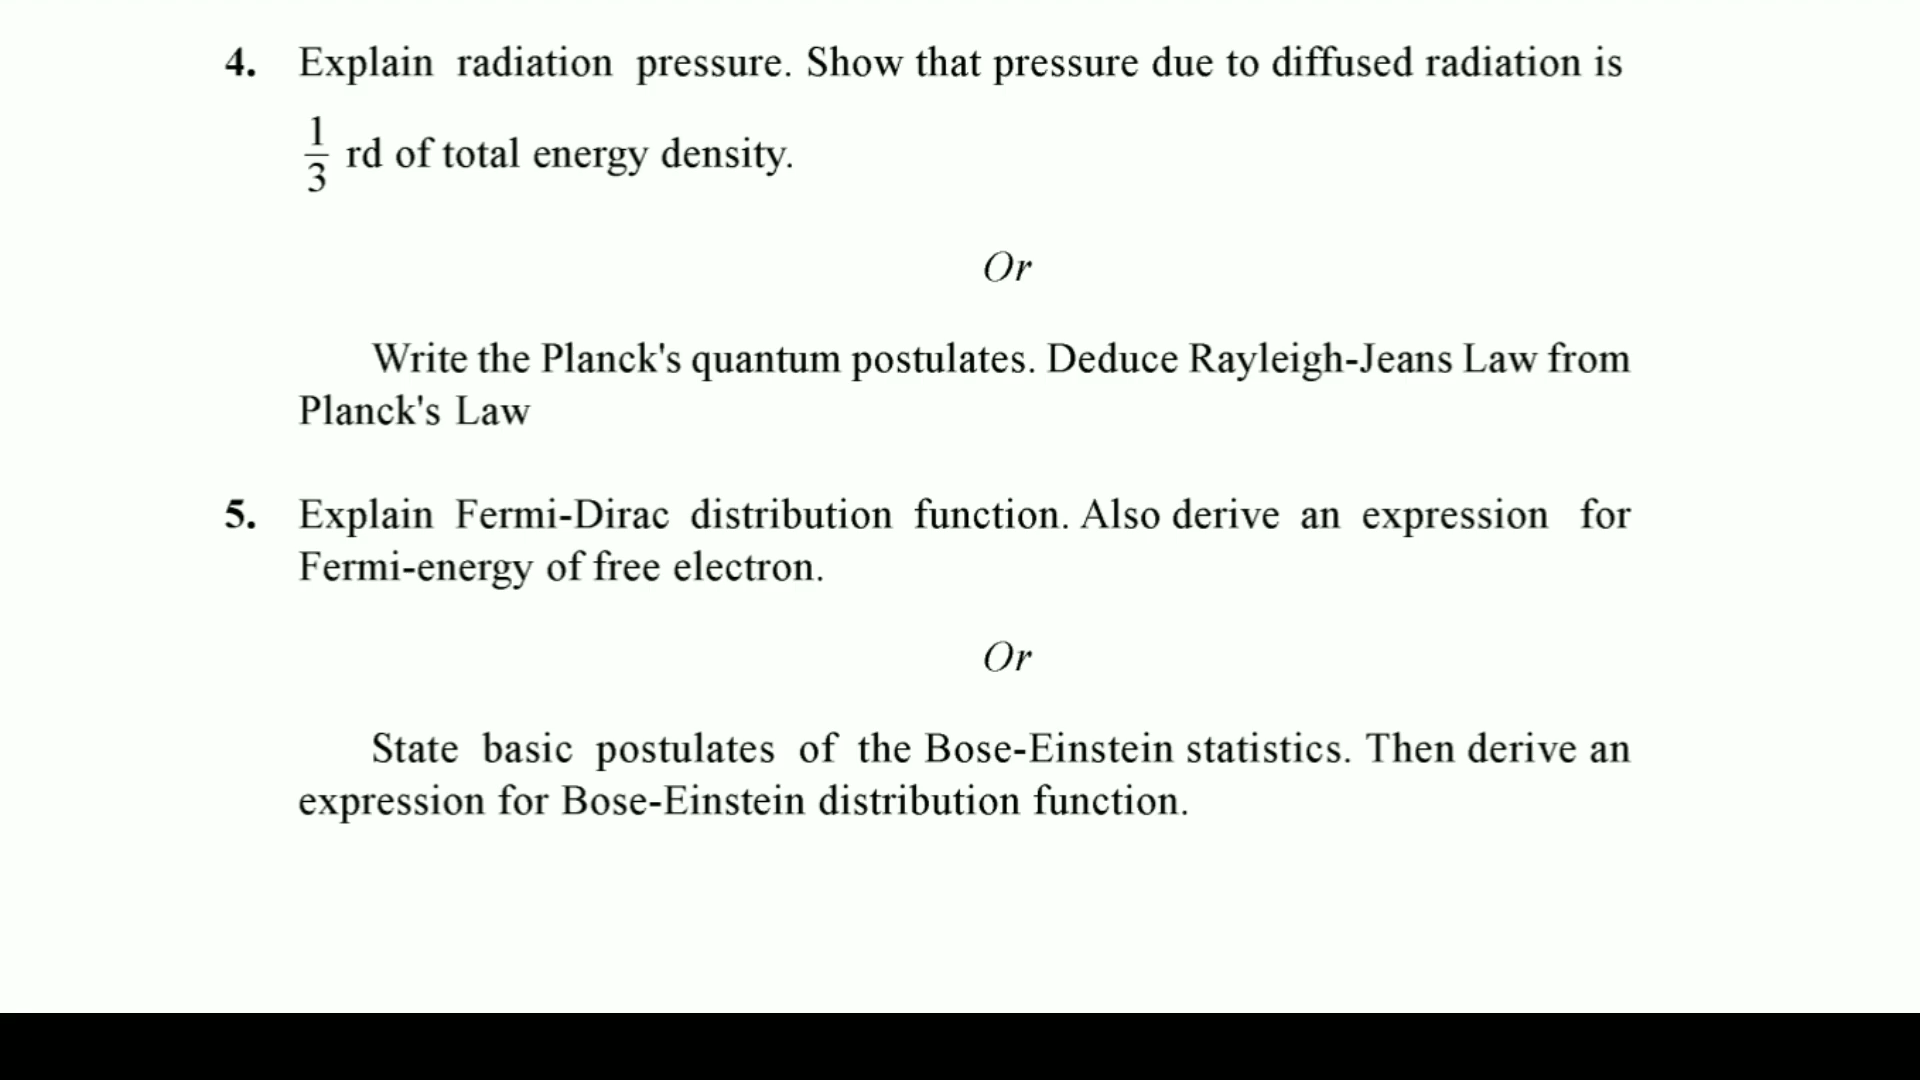 4. Explain radiation pressure. Show that pressure due to diffused radiation is
1/3 rd of total energy density.
Or
Write the Planck's quantum postulates. Deduce Rayleigh-Jeans Law from
Planck's Law
5. Explain Fermi-Dirac distribution function. Also derive an expression for
Fermi-energy of free electron.
Or
State basic postulates of the Bose-Einstein statistics. Then derive an
expression for Bose-Einstein distribution function.